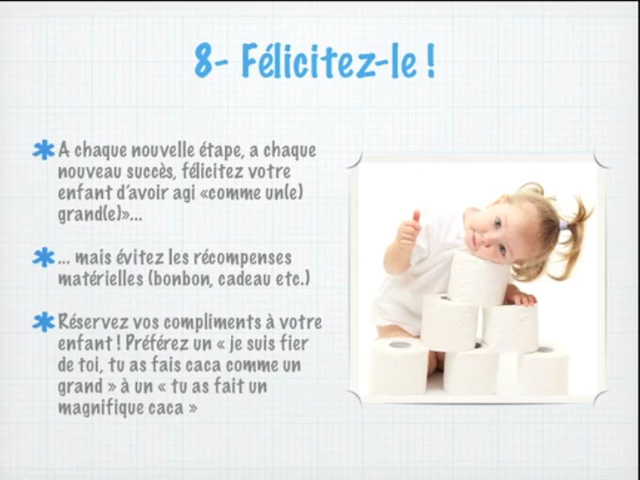 8- Félicitez-le !
A chaque nouvelle étape, a chaque
nouveau succès, félicitez votre
enfant d'avoir agi «comme un(e)
grand(e)»...
... mais évitez les récompenses
matérielles (bonbon, cadeau etc.)
Réservez vos compliments à votre
enfant ! Préférez un « je suis fier
de toi, tu as fais caca comme un
grand » à un « tu as fait un
magnifique caca »